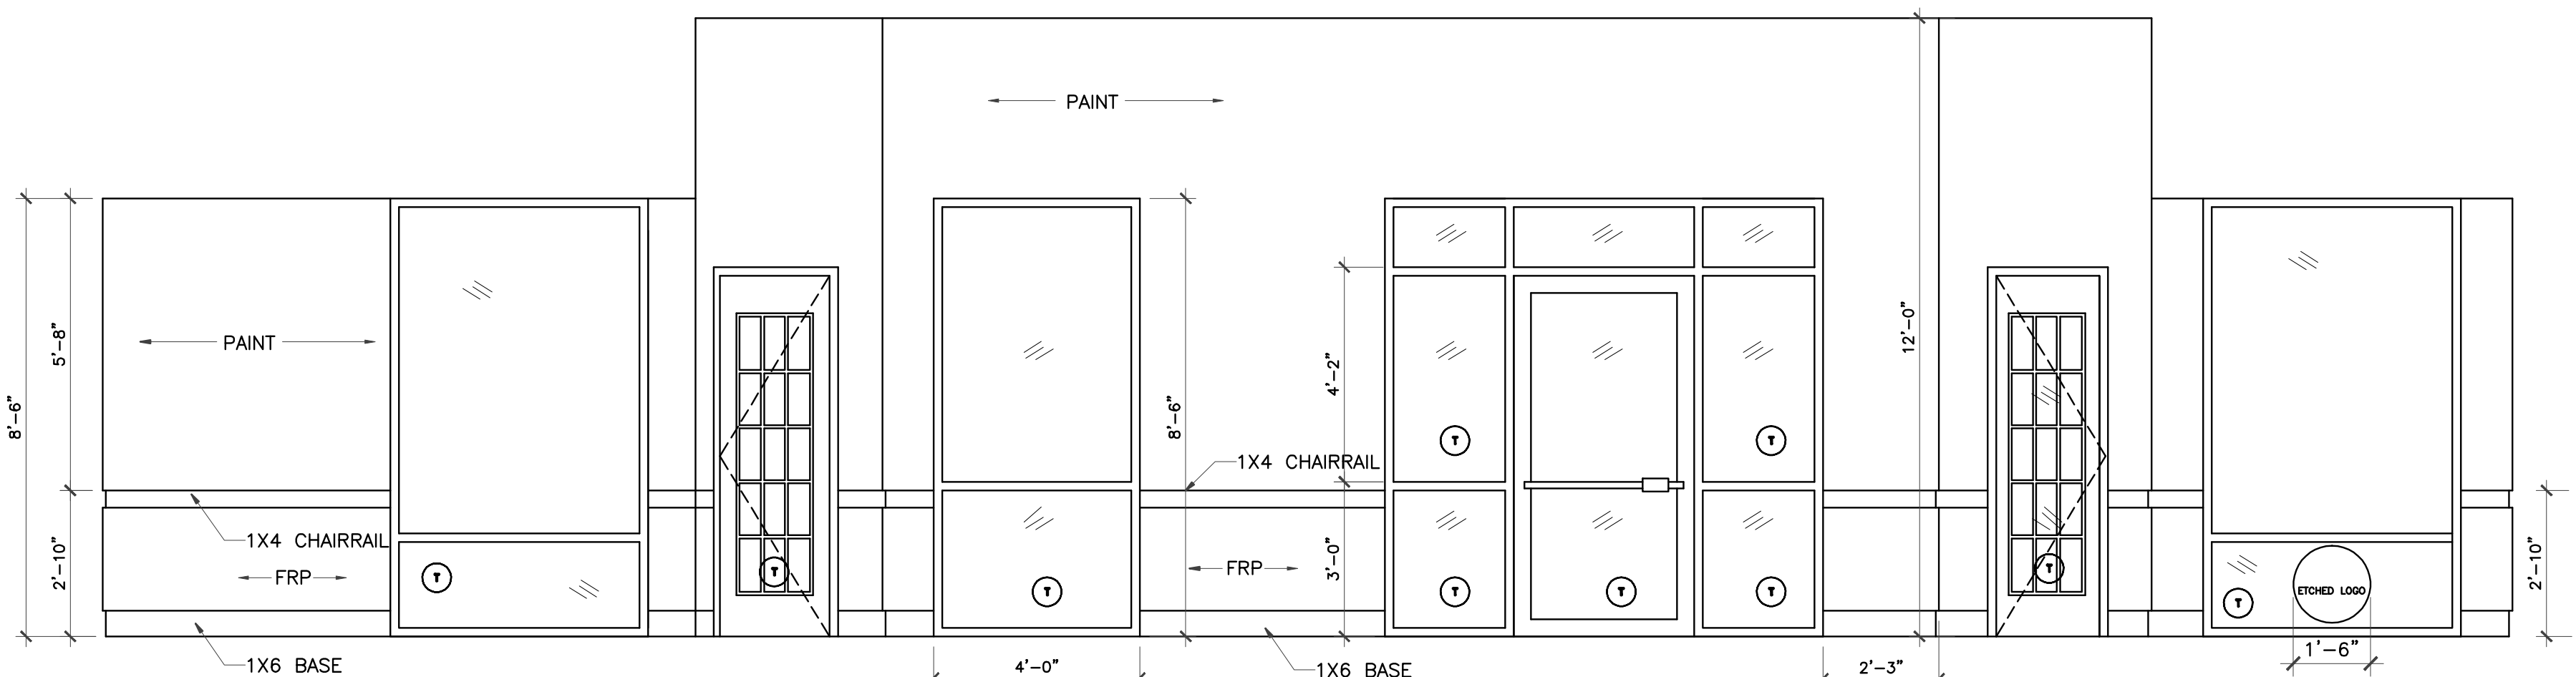 PAINT
12'-0"
8'-6"
5'-8"
PAINT
2'-10"
1X4 CHAIRRAIL
FRP
1X6 BASE
T
T
T
4'-0"
8'-6"
1X4 CHAIRRAIL
FRP
1X6 BASE
4'-2"
3'-0"
T
T
T
T
T
2'-3"
T
T
ETCHED LOGO
1'-6"
2'-10"